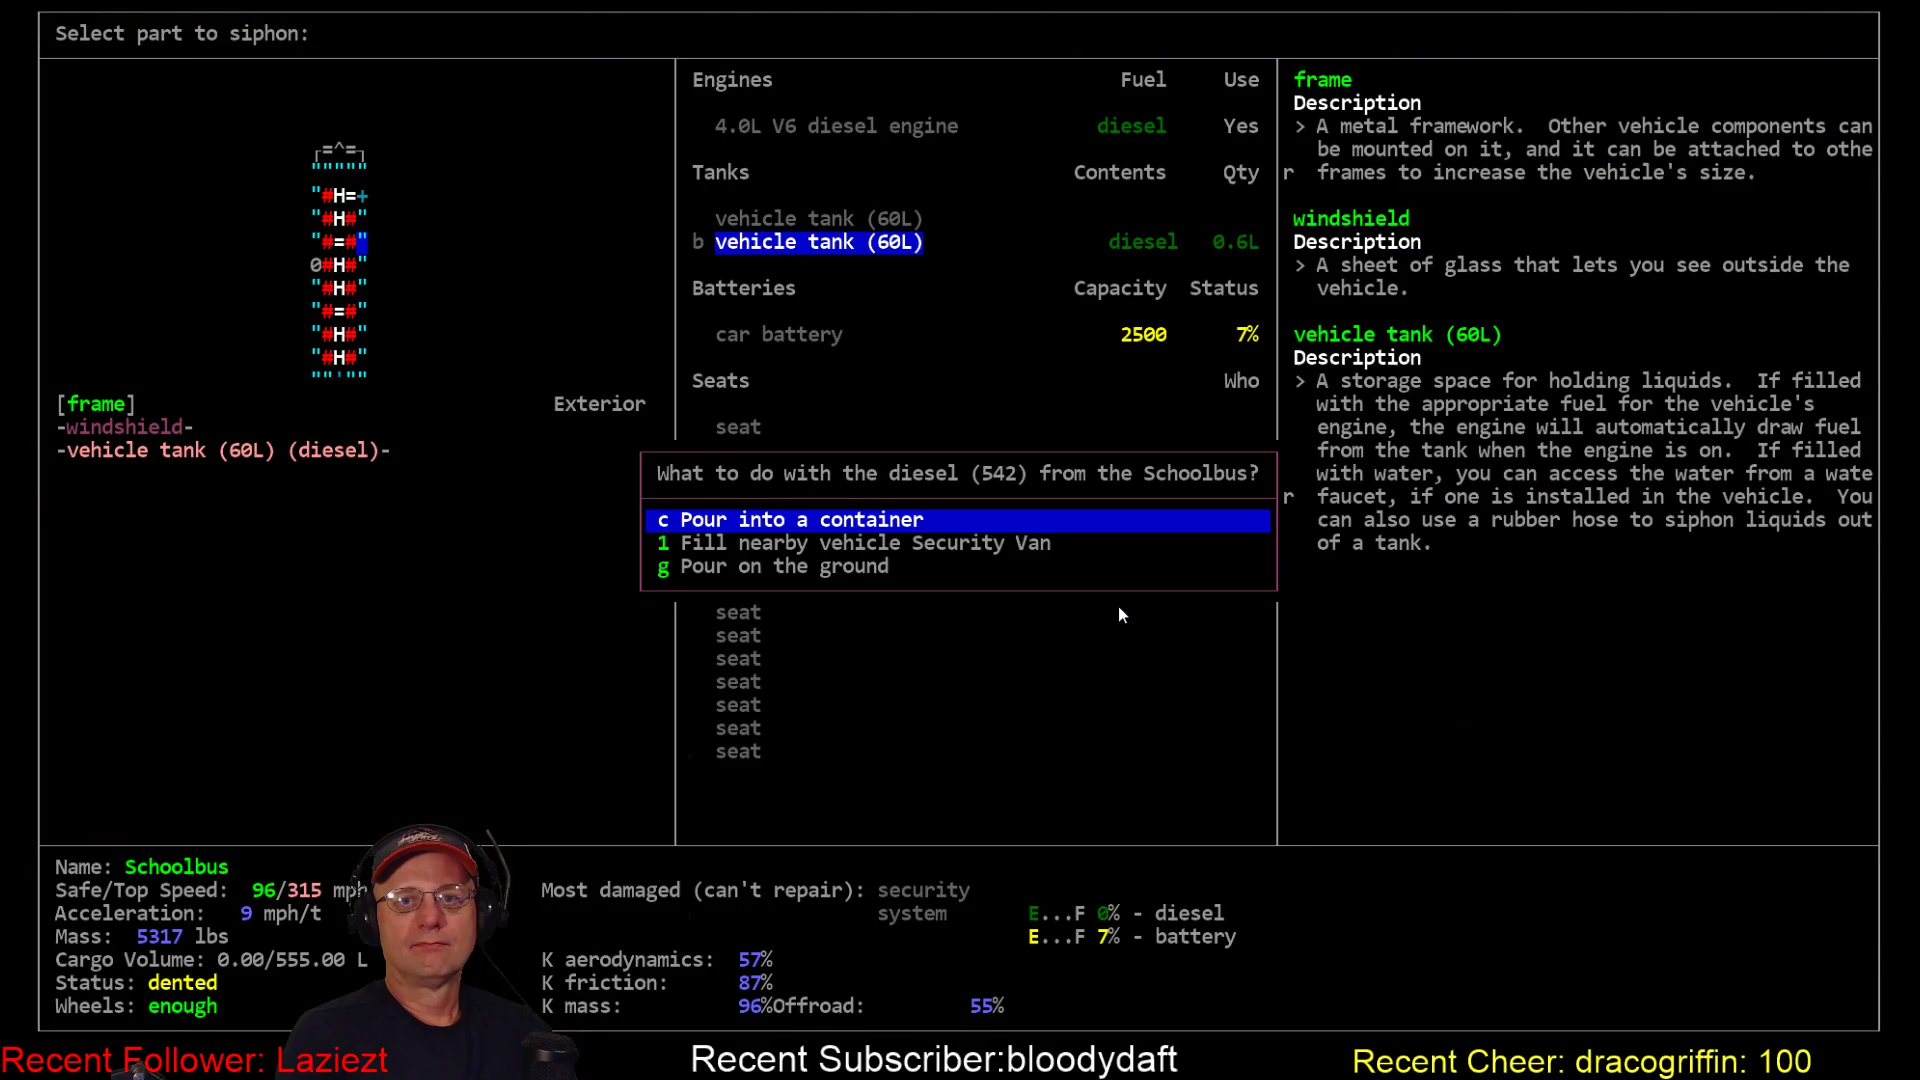 Select part to siphon:
┌=^=┐
"""""
"#H=+
"#H#"
"#=#"
0#H#"
"#H#"
"#=#"
"#H#"
"#H#"
""'""
[frame] Exterior
-windshield-
-vehicle tank (60L) (diesel)-
Engines Fuel Use
4.0L V6 diesel engine diesel Yes
Tanks Contents Qty
vehicle tank (60L)
b vehicle tank (60L) diesel 0.6L
Batteries Capacity Status
car battery 2500 7%
Seats Who
seat
What to do with the diesel (542) from the Schoolbus?
c Pour into a container
1 Fill nearby vehicle Security Van
g Pour on the ground
seat
seat
seat
seat
seat
seat
seat
frame
Description
> A metal framework.  Other vehicle components can
be mounted on it, and it can be attached to othe
r frames to increase the vehicle's size.
windshield
Description
> A sheet of glass that lets you see outside the
vehicle.
vehicle tank (60L)
Description
> A storage space for holding liquids.  If filled
with the appropriate fuel for the vehicle's
engine, the engine will automatically draw fuel
from the tank when the engine is on.  If filled
with water, you can access the water from a wate
r faucet, if one is installed in the vehicle.  You
can also use a rubber hose to siphon liquids out
of a tank.
Name: Schoolbus
Safe/Top Speed: 96/315 mph
Acceleration: 9 mph/t
Mass: 5317 lbs
Cargo Volume: 0.00/555.00 L
Status: dented
Wheels: enough
Most damaged (can't repair): security
system
K aerodynamics: 57%
K friction: 87%
K mass: 96%Offroad: 55%
E...F 0% - diesel
E...F 7% - battery
Recent Follower: Laziezt
Recent Subscriber:bloodydaft
Recent Cheer: dracogriffin: 100